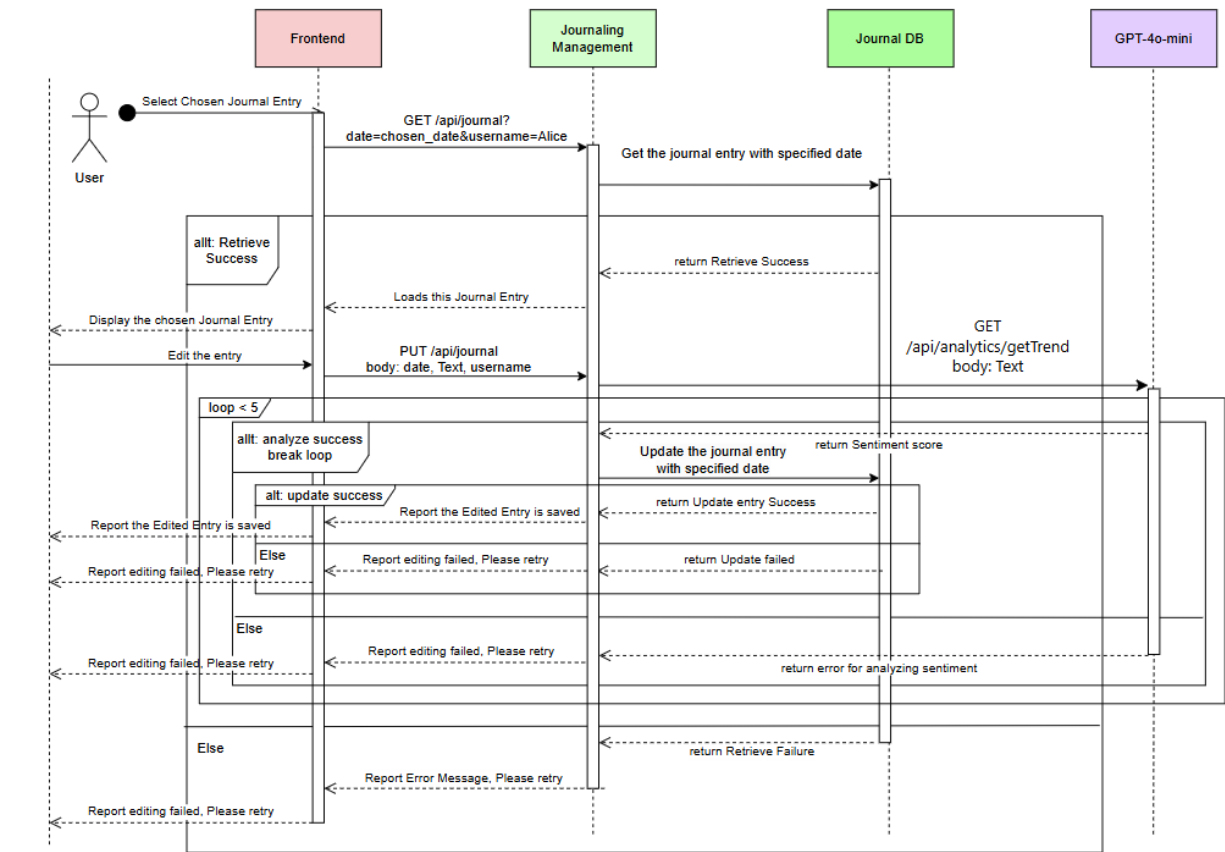 Frontend
Journaling
Management
Journal DB
GPT-4o-mini
Select Chosen Journal Entry
User
GET /api/journal?
date=chosen_date&username=Alice
Get the journal entry with specified date
allt: Retrieve
Success
return Retrieve Success
Loads this Journal Entry
Display the chosen Journal Entry
Edit the entry
PUT /api/journal
body: date, Text, username
GET
/api/analytics/getTrend
body: Text
loop < 5
allt: analyze success
break loop
return Sentiment score
Update the journal entry
with specified date
alt: update success
return Update entry Success
Report the Edited Entry is saved
Report the Edited Entry is saved
Else
return Update failed
Report editing failed, Please retry
Report editing failed, Please retry
Else
return error for analyzing sentiment
Report editing failed, Please retry
Report editing failed, Please retry
Else
return Retrieve Failure
Report Error Message, Please retry
Report editing failed, Please retry